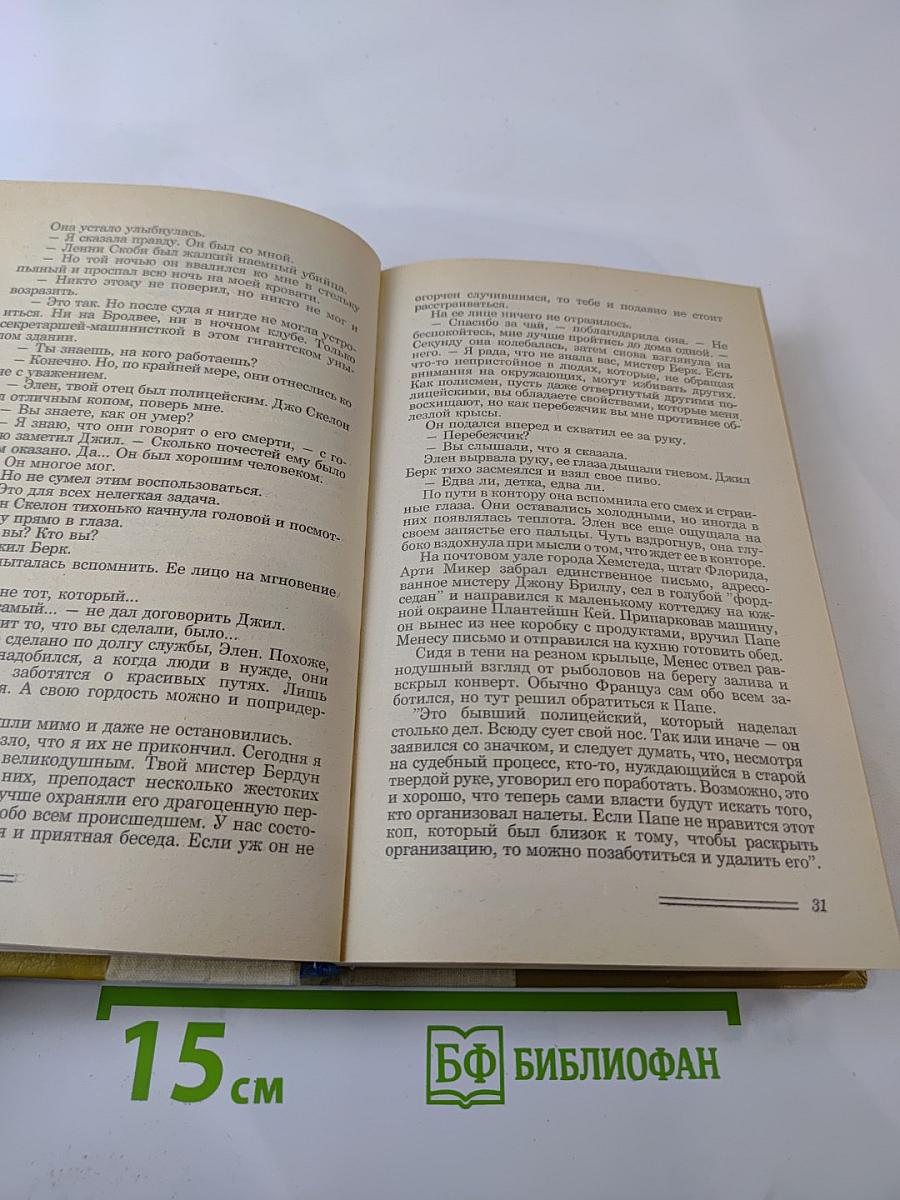 Она устало улыбнулась.
— Я сказала правду. Он был со мной.
— Ленни Скоби был жалкий наемный убийца.
— Но той ночью он ввалился ко мне в стельку
пьяный и проспал всю ночь на моей кровати.
— Никто этому не поверил, но никто не мог и
возразить.
— Это так. Но после суда я нигде не могла устро-
иться. Ни на Бродвее, ни в ночном клубе. Только
секретаршей-машинисткой в этом гигантском уны-
лом здании.
— Ты знаешь, на кого работаешь?
— Конечно. Но, по крайней мере, они отнеслись ко
не с уважением.
— Элен, твой отец был полицейским. Джо Скелон
л отличным копом, поверь мне.
— Вы знаете, как он умер?
— Я знаю, что они говорят о его смерти, — с го-
ю заметил Джил. — Сколько почестей ему было
м оказано. Да... Он был хорошим человеком.
Он многое мог.
Но не сумел этим воспользоваться.
Это для всех нелегкая задача.
н Скелон тихонько качнула головой и посмот-
у прямо в глаза.
вы? Кто вы?
жил Берк.
ыталась вспомнить. Ее лицо на мгновение
не тот, который...
самый... — не дал договорить Джил.
ит то, что вы сделали, было...
о сделано по долгу службы, Элен. Похоже,
надобился, а когда люди в нужде, они
заботятся о красивых путях. Лишь
я. А свою гордость можно и попридер-
шли мимо и даже не остановились.
зло, что я их не прикончил. Сегодня я
великодушным. Твой мистер Бердун
них, преподаст несколько жестоких
учше охраняли его драгоценную пер-
обо всем происшедшем. У нас состо-
я и приятная беседа. Если уж он не
огорчен случившимся, то тебе и подавно не стоит
расстраиваться.
На ее лице ничего не отразилось.
— Спасибо за чай, — поблагодарила она. — Не
беспокойтесь, мне лучше пройтись до дома одной. —
Секунду она колебалась, затем снова взглянула на
него. — Я рада, что не знала вас, мистер Берк. Есть
что-то непристойное в людях, которые, не обращая
внимания на окружающих, могут избивать других.
Как полисмен, пусть даже отвергнутый другими по-
лицейскими, вы обладаете свойствами, которые меня
восхищают, но как перебежчик вы мне противнее об-
лезлой крысы.
Он подался вперед и схватил ее за руку.
— Перебежчик?
— Вы слышали, что я сказала.
Элен вырвала руку, ее глаза дышали гневом. Джил
Берк тихо засмеялся и взял свое пиво.
— Едва ли, детка, едва ли.
По пути в контору она вспомнила его смех и стран-
ные глаза. Они оставались холодными, но иногда в
них появлялась теплота. Элен все еще ощущала на
своем запястье его пальцы. Чуть вздрогнув, она глу-
боко вздохнула при мысли о том, что ждет ее в конторе.
На почтовом узле города Хемстеда, штат Флорида,
Арти Микер забрал единственное письмо, адресо-
ванное мистеру Джону Бриллу, сел в голубой "форд-
седан" и направился к маленькому коттеджу на юж-
ной окраине Плантейшн Кей. Припарковав машину,
он вынес из нее коробку с продуктами, вручил Папе
Менесу письмо и отправился на кухню готовить обед.
Сидя в тени на резном крыльце, Менес отвел рав-
нодушный взгляд от рыболовов на берегу залива и
вскрыл конверт. Обычно Француз сам обо всем за-
ботился, но тут решил обратиться к Папе.
"Это бывший полицейский, который наделал
столько дел. Всюду сует свой нос. Так или иначе — он
заявился со значком, и следует думать, что, несмотря
на судебный процесс, кто-то, нуждающийся в старой
твердой руке, уговорил его поработать. Возможно, это
и хорошо, что теперь сами власти будут искать того,
кто организовал налеты. Если Папе не нравится этот
коп, который был близок к тому, чтобы раскрыть
организацию, то можно позаботиться и удалить его".
31
15 см
БФ БИБЛИОФАН